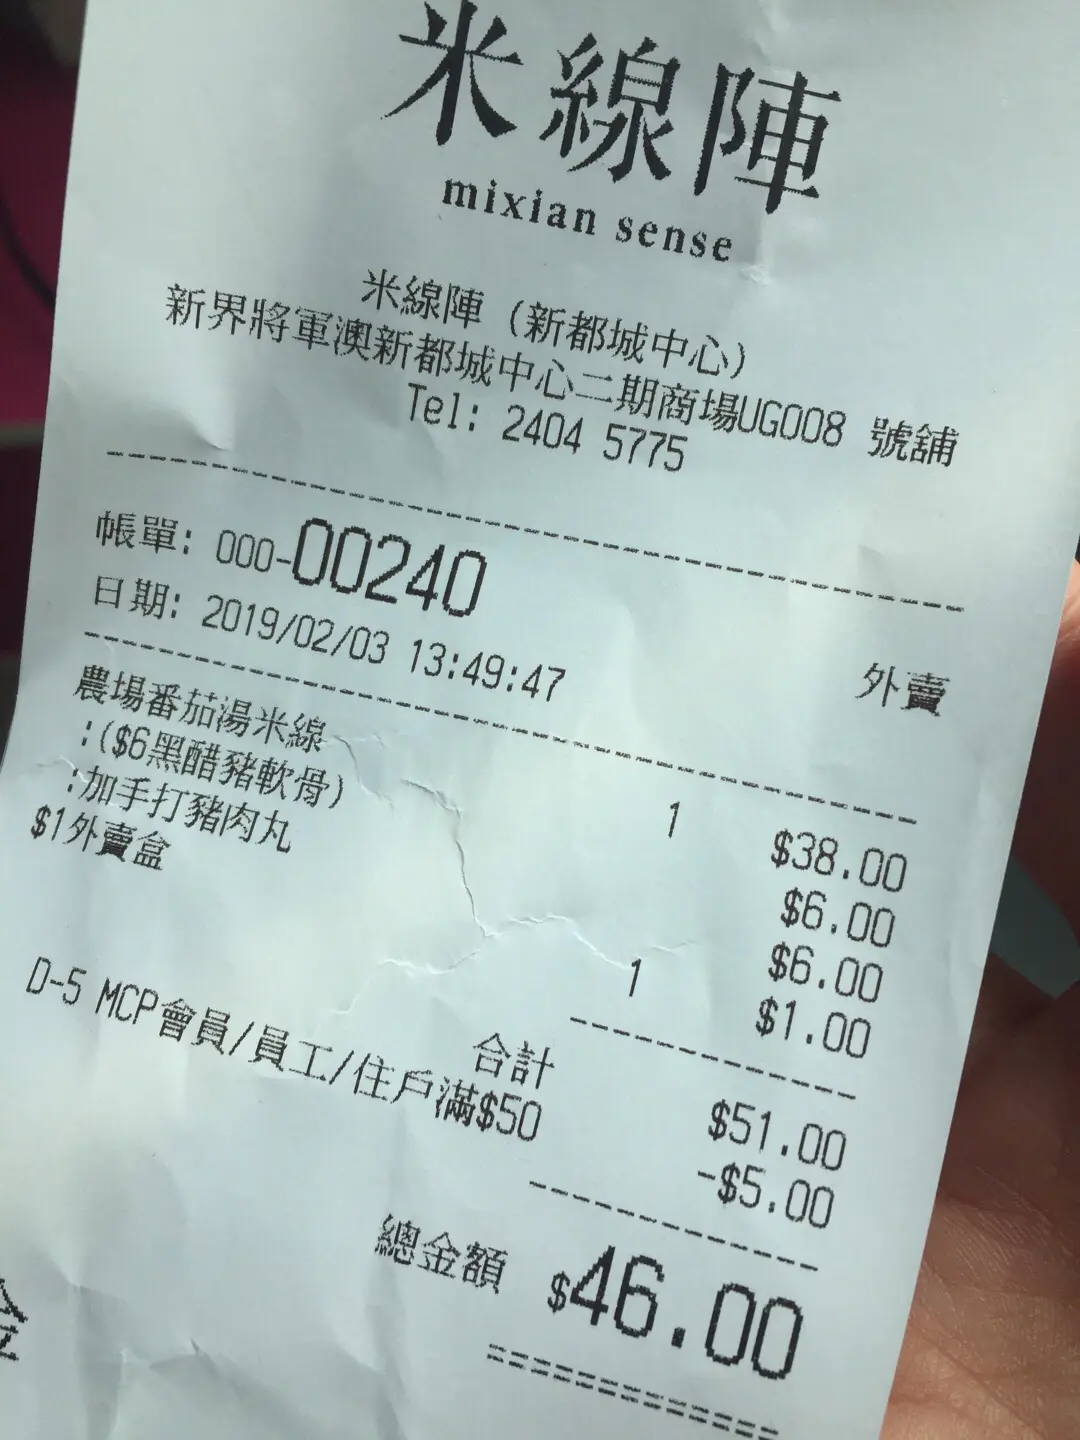 米線陣
mixian sense
米線陣 (新都城中心)
新界將軍澳新都城中心二期商場UG008 號舖
Tel: 2404 5775
帳單: 000-00240
日期: 2019/02/03 13:49:47 外賣
農場番茄湯米線 1 $38.00
:($6黑醋豬軟骨) $6.00
:加手打豬肉丸 $6.00
$1外賣盒 1 $1.00
合計 $51.00
D-5 MCP會員/員工/住戶滿$50 -$5.00
總金額 $46.00